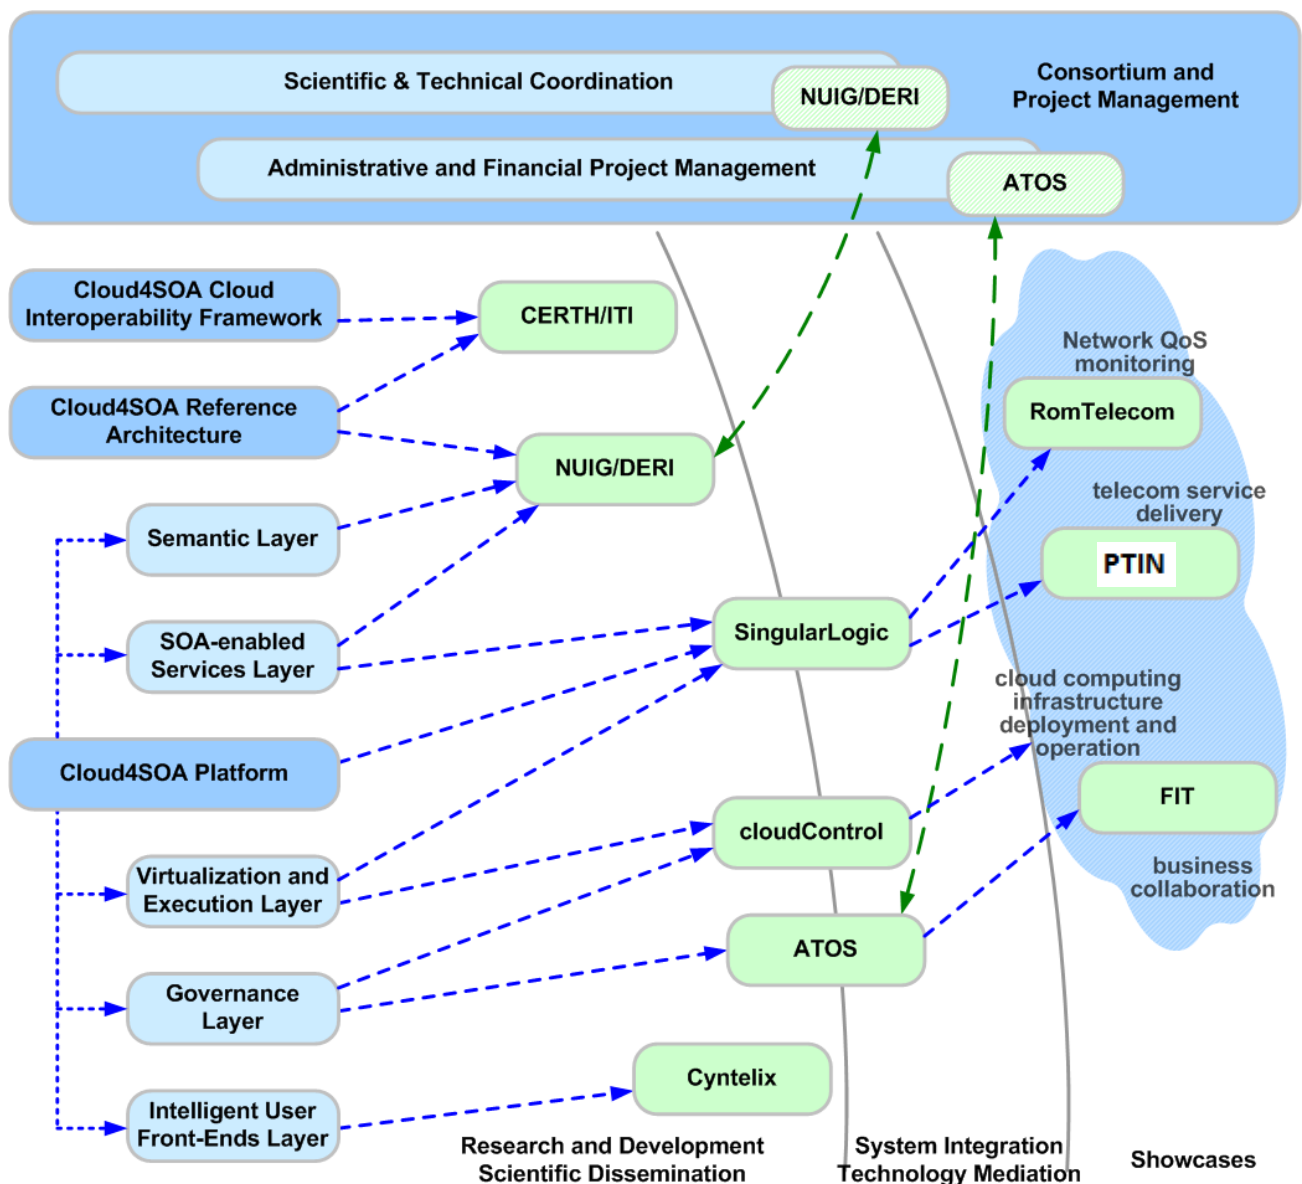 Scientific & Technical Coordination
NUIG/DERI
Consortium and
Project Management
Administrative and Financial Project Management
ATOS
Cloud4SOA Cloud
Interoperability Framework
CERTH/ITI
Network QoS
monitoring
RomTelecom
Cloud4SOA Reference
Architecture
NUIG/DERI
telecom service
delivery
PTIN
Semantic Layer
SOA-enabled
Services Layer
SingularLogic
cloud computing
infrastructure
deployment and
operation
Cloud4SOA Platform
FIT
cloudControl
business
collaboration
Virtualization and
Execution Layer
ATOS
Governance
Layer
Cyntelix
Intelligent User
Front-Ends Layer
Research and Development
Scientific Dissemination
System Integration
Technology Mediation
Showcases